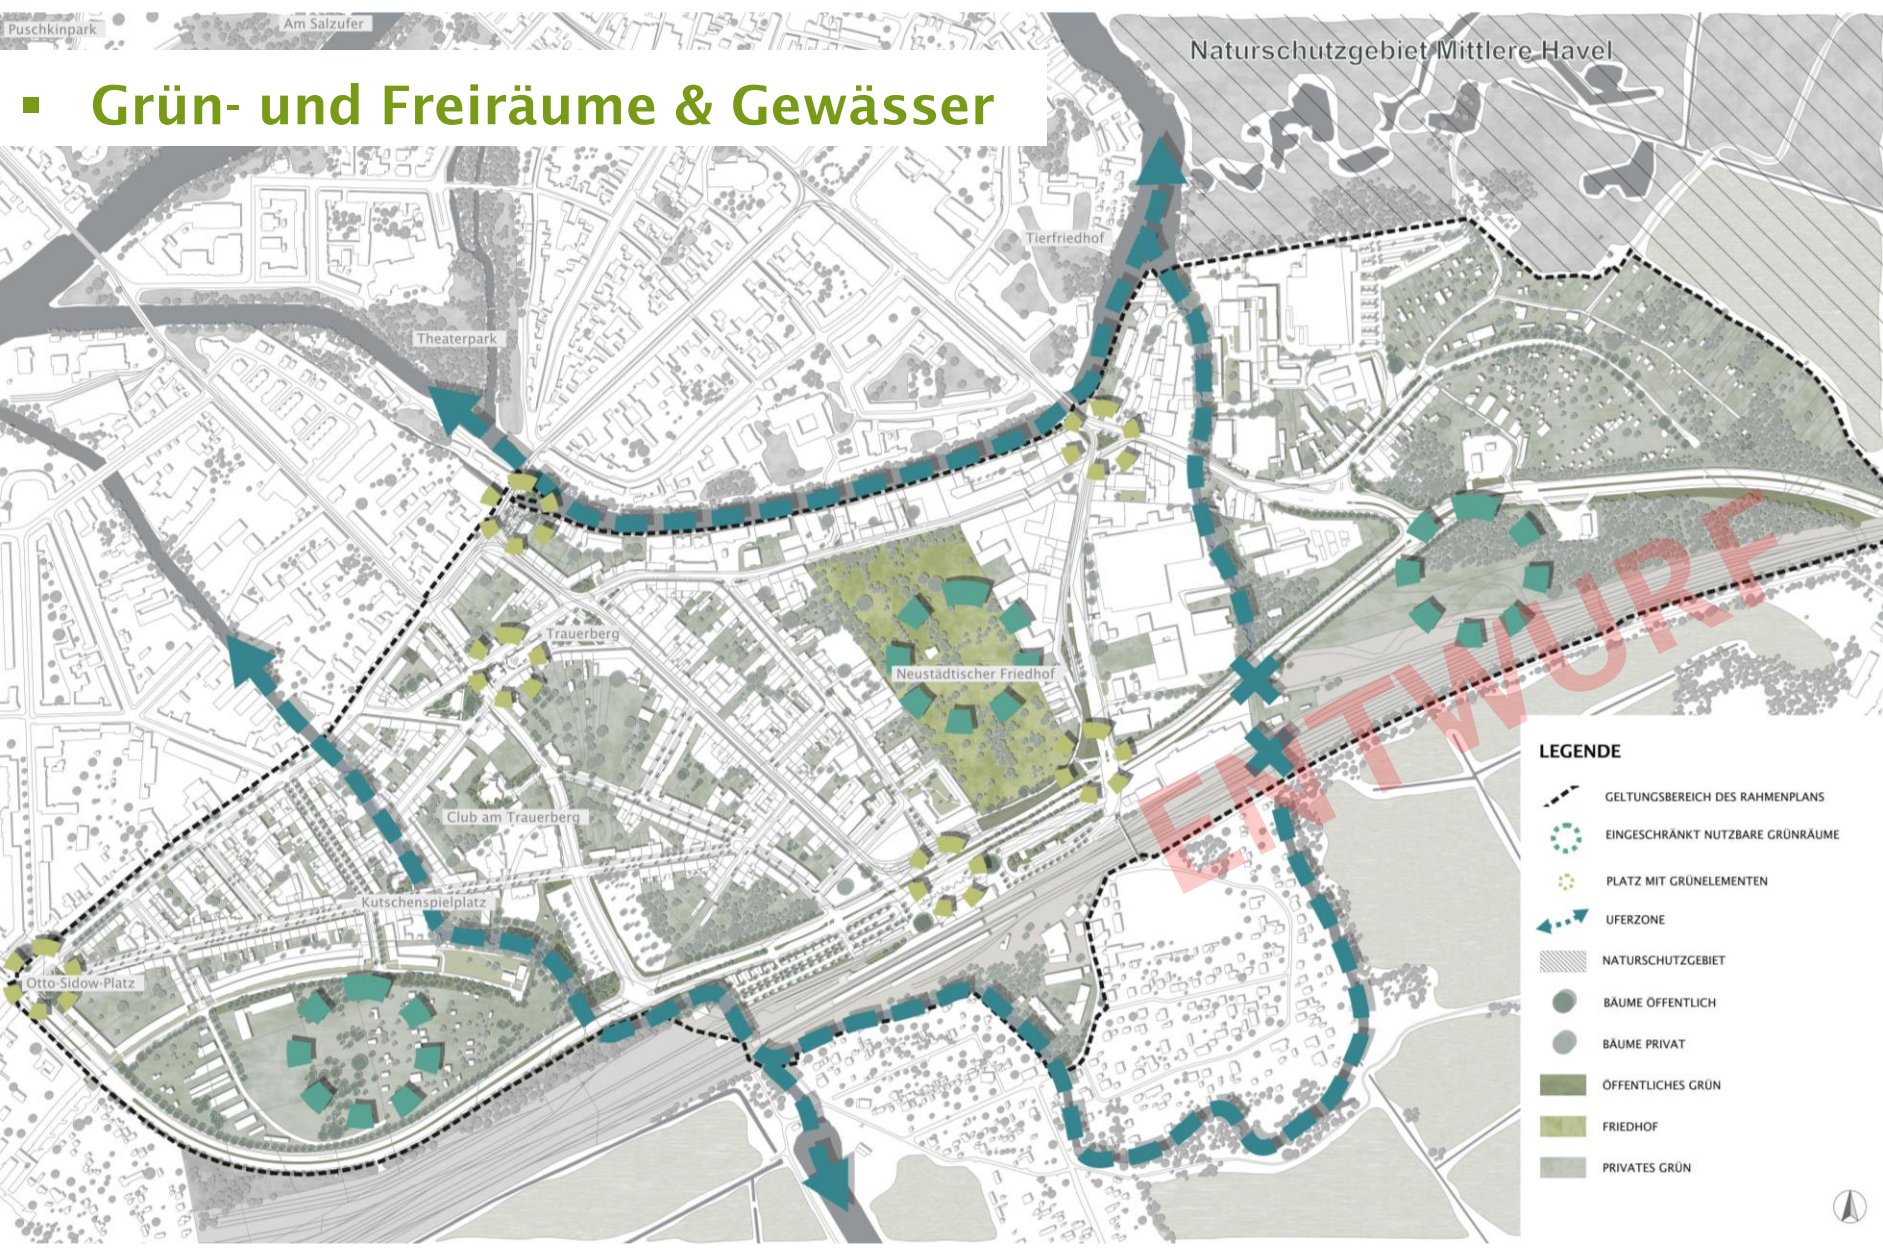 Puschkinpark
Am Salzufer
Naturschutzgebiet Mittlere Havel
▪ Grün- und Freiräume & Gewässer
Tierfriedhof
Theaterpark
Trauerberg
Neustädtischer Friedhof
Club am Trauerberg
Kutschenspielplatz
Otto-Sidow-Platz
ENTWURF
LEGENDE
GELTUNGSBEREICH DES RAHMENPLANS
EINGESCHRÄNKT NUTZBARE GRÜNRÄUME
PLATZ MIT GRÜNELEMENTEN
UFERZONE
NATURSCHUTZGEBIET
BÄUME ÖFFENTLICH
BÄUME PRIVAT
ÖFFENTLICHES GRÜN
FRIEDHOF
PRIVATES GRÜN